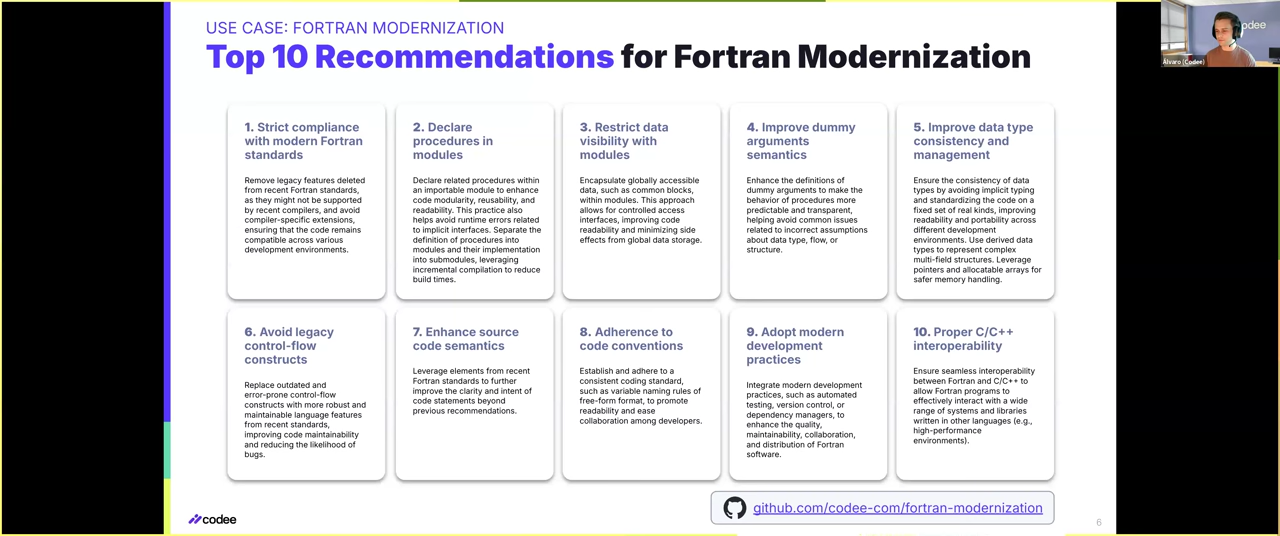 USE CASE: FORTRAN MODERNIZATION
Top 10 Recommendations for Fortran Modernization
1. Strict compliance
with modern Fortran
standards
Remove legacy features deleted
from recent Fortran standards,
as they might not be supported
by recent compilers, and avoid
compiler-specific extensions,
ensuring that the code remains
compatible across various
development environments.
2. Declare
procedures in
modules
Declare related procedures within
an importable module to enhance
code modularity, reusability, and
readability. This practice also
helps avoid runtime errors related
to implicit interfaces. Separate the
definition of procedures into
modules and their implementation
into submodules, leveraging
incremental compilation to reduce
build times.
3. Restrict data
visibility with
modules
Encapsulate globally accessible
data, such as common blocks,
within modules. This approach
allows for controlled access
interfaces, improving code
readability and minimizing side
effects from global data storage.
4. Improve dummy
arguments
semantics
Enhance the definitions of
dummy arguments to make the
behavior of procedures more
predictable and transparent,
helping avoid common issues
related to incorrect assumptions
about data type, flow, or
structure.
5. Improve data type
consistency and
management
Ensure the consistency of data
types by avoiding implicit typing
and standardizing the code on a
fixed set of real kinds, improving
readability and portability across
different development
environments. Use derived data
types to represent complex
multi-field structures. Leverage
pointers and allocatable arrays for
safer memory handling.
6. Avoid legacy
control-flow
constructs
Replace outdated and
error-prone control-flow
constructs with more robust and
maintainable language features
from recent standards,
improving code maintainability
and reducing the likelihood of
bugs.
7. Enhance source
code semantics
Leverage elements from recent
Fortran standards to further
improve the clarity and intent of
code statements beyond
previous recommendations.
8. Adherence to
code conventions
Establish and adhere to a
consistent coding standard,
such as variable naming rules of
free-form format, to promote
readability and ease
collaboration among developers.
9. Adopt modern
development
practices
Integrate modern development
practices, such as automated
testing, version control, or
dependency managers, to
enhance the quality,
maintainability, collaboration,
and distribution of Fortran
software.
10. Proper C/C++
interoperability
Ensure seamless interoperability
between Fortran and C/C++ to
allow Fortran programs to
effectively interact with a wide
range of systems and libraries
written in other languages (e.g.,
high-performance
environments).
github.com/codee-com/fortran-modernization
codee
6
odee
Álvaro (Codee)